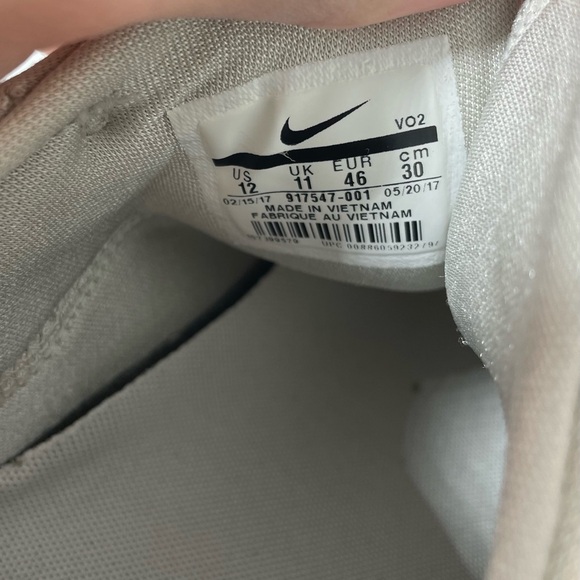 VO2
US UK EUR cm
12 11 46 30
02/15/17 917547-001 05/20/17
MADE IN VIETNAM
FABRIQUE AU VIETNAM
UPC